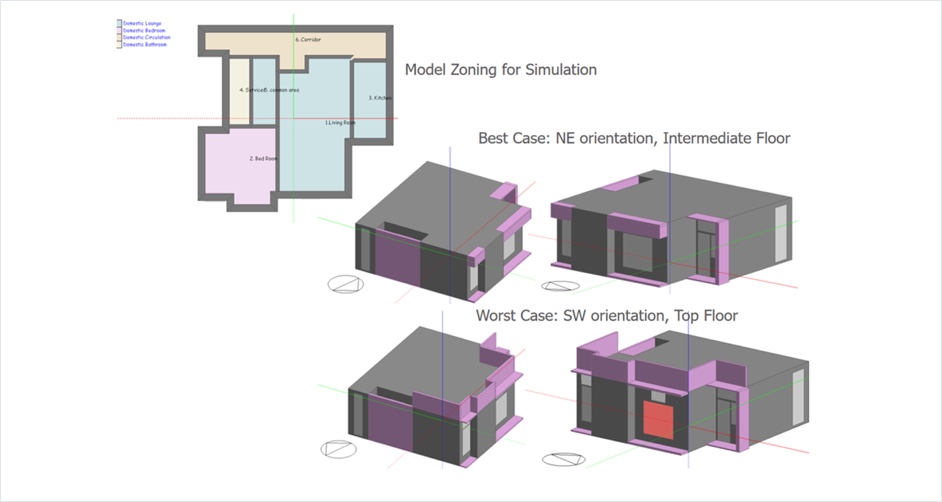 Domestic Lounge
Domestic Bedroom
Domestic Circulation
Domestic Bathroom
6. Corridor
Model Zoning for Simulation
4. Service
5. common area
3. Kitchen
1.Living Room
2. Bed Room
Best Case: NE orientation, Intermediate Floor
Worst Case: SW orientation, Top Floor